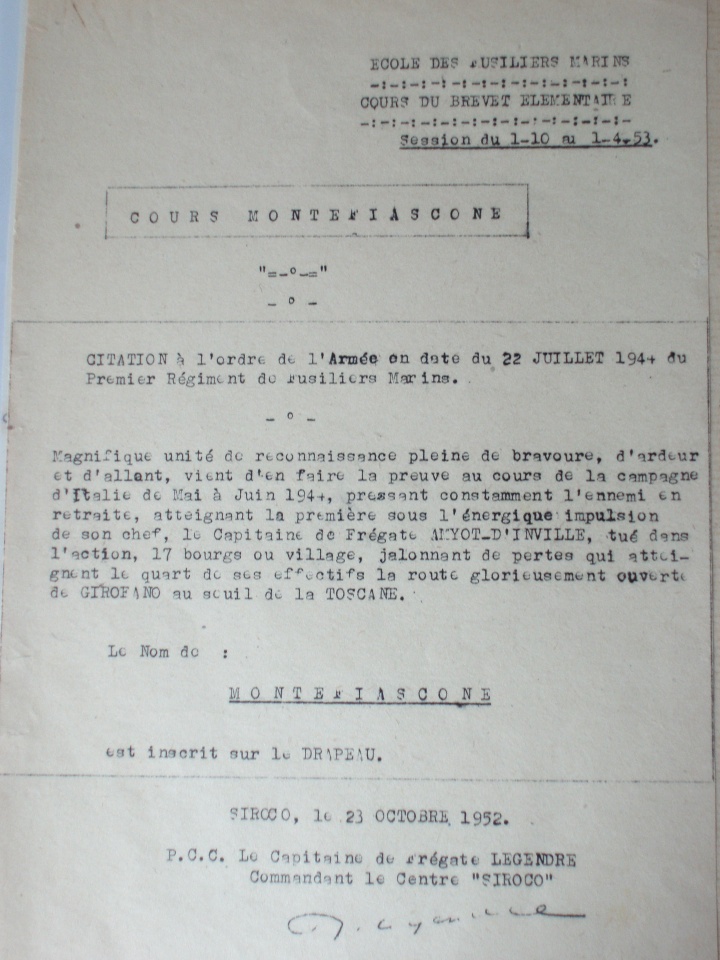 ECOLE DES FUSILIERS MARINS
-:-:-:-:-:-:-:-:-:-:-:-:-:
COURS DU BREVET ELEMENTAIRE
-:-:-:-:-:-:-:-:-:-:-:-:-:-
Session du 1-10 au 1-4-53.
COURS MONTEFIASCONE
"=-°-="
- ° -
CITATION à l'ordre de l'Armée en date du 22 JUILLET 1944 du
Premier Régiment de Fusiliers Marins.
- ° -
Magnifique unité de reconnaissance pleine de bravoure, d'ardeur
et d'allant, vient d'en faire la preuve au cours de la campagne
d'Italie de Mai à Juin 1944, pressant constamment l'ennemi en
retraite, atteignant la première sous l'énergique impulsion
de son chef, le Capitaine de Frégate AMYOT-D'INVILLE, tué dans
l'action, 17 bourgs ou village, jalonnant de pertes qui attei-
gnent le quart de ses effectifs la route glorieusement ouverte
de GIROFANO au seuil de la TOSCANE.
Le Nom de :
MONTEFIASCONE
est inscrit sur le DRAPEAU.
SIROCO, le 23 OCTOBRE 1952.
P.C.C. Le Capitaine de Frégate LEGENDRE
Commandant le Centre "SIROCO"